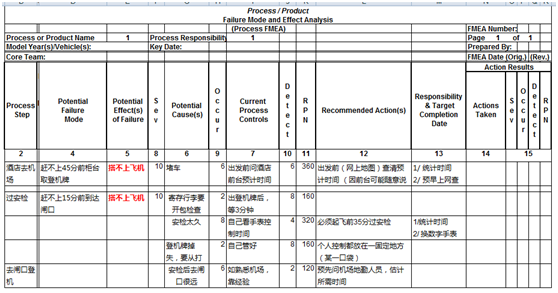 Process / Product
Failure Mode and Effect Analysis
(Process FMEA)
FMEA Number:
Process or Product Name 1 Process Responsibility 1 Page 1 of 1
Model Year(s)/Vehicle(s): Key Date: Prepared By:
Core Team: FMEA Date (Orig.) (Rev.)
Action Results
Process Step
Potential Failure Mode
Potential Effect(s) of Failure
Sev
Potential Cause(s)
Occur
Current Process Controls
Detect
RPN
Recommended Action(s)
Responsibility & Target Completion Date
Actions Taken
Sev
Occur
Detect
RPN
2 4 5 8 6 9 7 10 11 12 13 14 15
酒店去机场 赶不上45分前柜台取登机牌 搭不上飞机 10 堵车 6 出发前问酒店前台预计时间 6 360 出发前（网上地图）查清预计时间（因前台可能随意说 1/ 统计时间
2/ 预早上网查
过安检 赶不上15分前到达闸口 搭不上飞机 10 寄存行李要开包检查 2 出登机牌后，等3分钟 8 160
安检太久 8 自己看手表控制时间 4 320 必须起飞前35分过安检 1/统计时间
2/ 换数字手表
登机牌掉失，要从打 2 自己管好 8 160 个人控制都放在一固定地方（某一口袋）
去闸口登机 安检后去闸口很远 6 如熟悉机场，靠经验 2 120 预先问机场地勤人员，估计所需时间